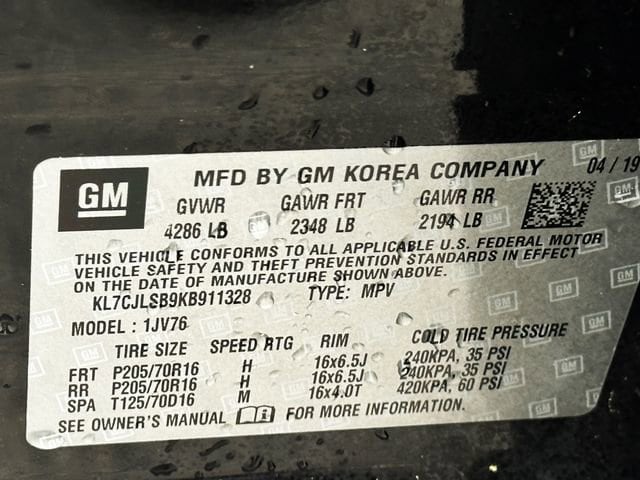 GM
MFD BY GM KOREA COMPANY 04/19
GVWR GAWR FRT GAWR RR
4286 LB 2348 LB 2194 LB
THIS VEHICLE CONFORMS TO ALL APPLICABLE U.S. FEDERAL MOTOR
VEHICLE SAFETY AND THEFT PREVENTION STANDARDS IN EFFECT
ON THE DATE OF MANUFACTURE SHOWN ABOVE.
KL7CJLSB9KB911328 TYPE: MPV
MODEL : 1JV76
TIRE SIZE SPEED RTG RIM COLD TIRE PRESSURE
FRT P205/70R16 H 16x6.5J 240KPA, 35 PSI
RR P205/70R16 H 16x6.5J 240KPA, 35 PSI
SPA T125/70D16 M 16x4.0T 420KPA, 60 PSI
SEE OWNER'S MANUAL FOR MORE INFORMATION.